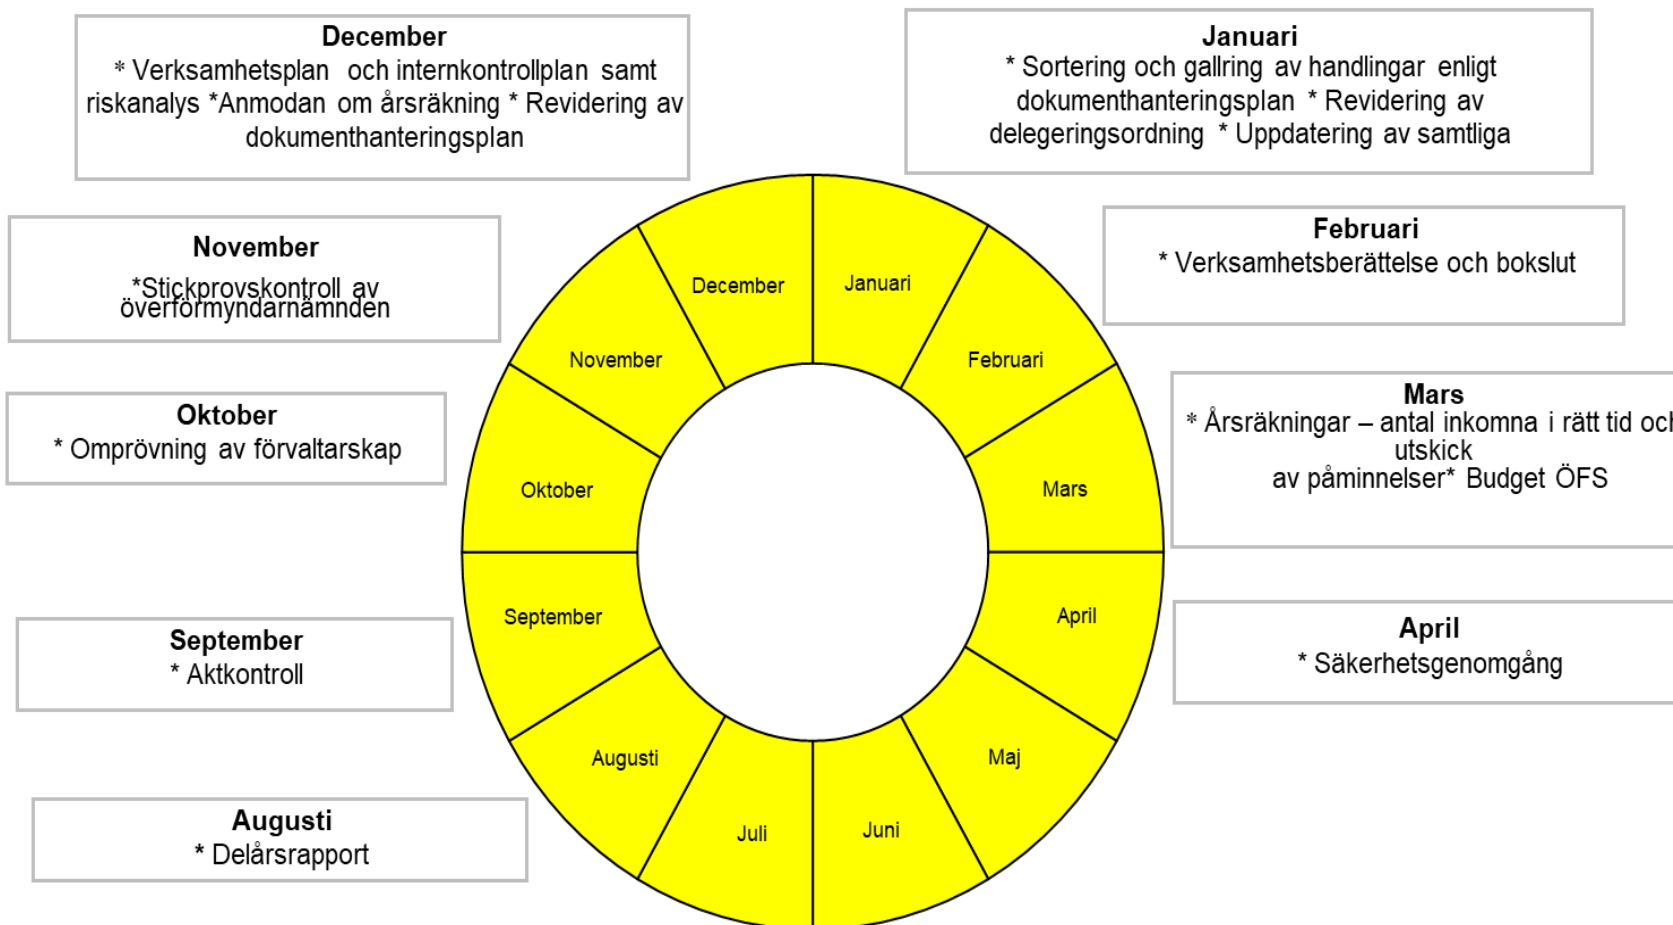 December
* Verksamhetsplan och internkontrollplan samt
riskanalys *Anmodan om årsräkning * Revidering av
dokumenthanteringsplan
Januari
* Sortering och gallring av handlingar enligt
dokumenthanteringsplan * Revidering av
delegeringsordning * Uppdatering av samtliga
November
*Stickprovskontroll av
överförmyndarnämnden
Februari
* Verksamhetsberättelse och bokslut
Oktober
* Omprövning av förvaltarskap
Mars
* Årsräkningar – antal inkomna i rätt tid och
utskick
av påminnelser* Budget ÖFS
September
* Aktkontroll
April
* Säkerhetsgenomgång
Augusti
* Delårsrapport
Januari
Februari
Mars
April
Maj
Juni
Juli
Augusti
September
Oktober
November
December